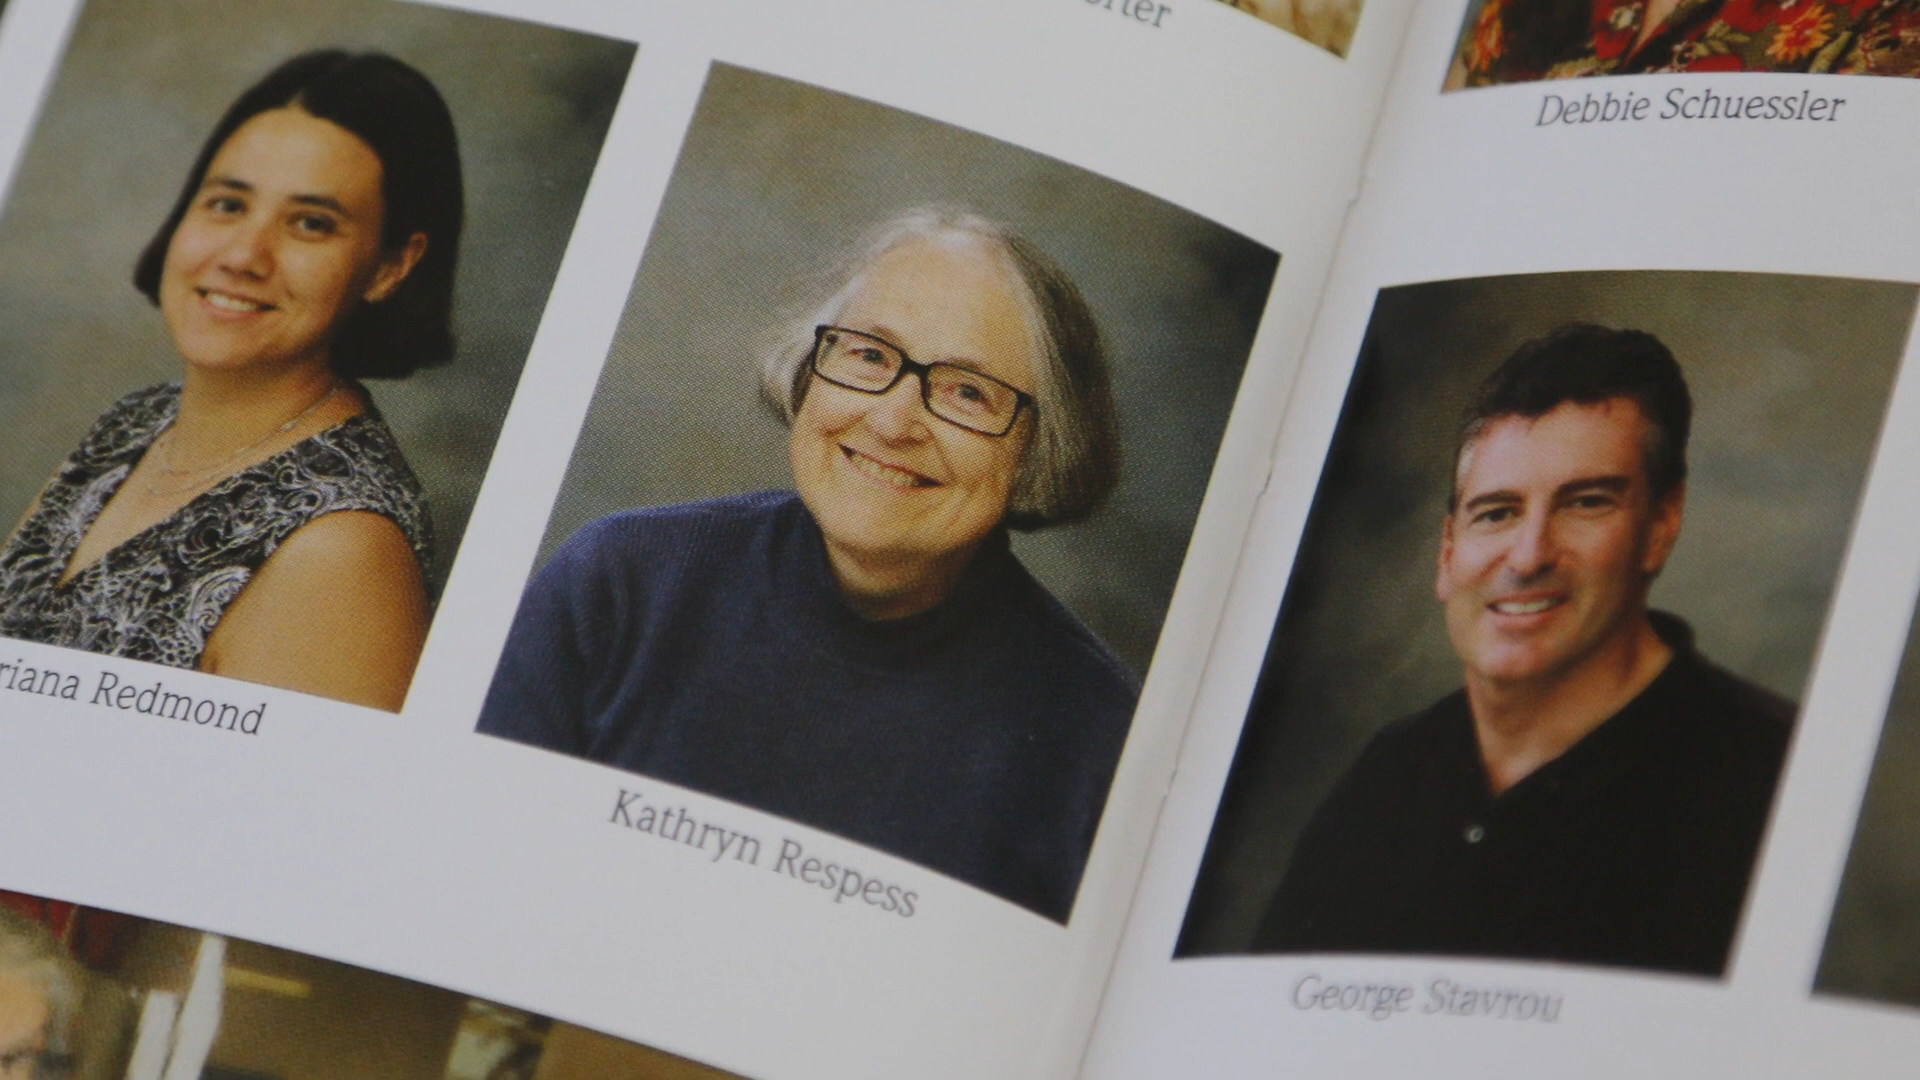 Debbie Schuessler
riana Redmond
Kathryn Respess
George Stavrou